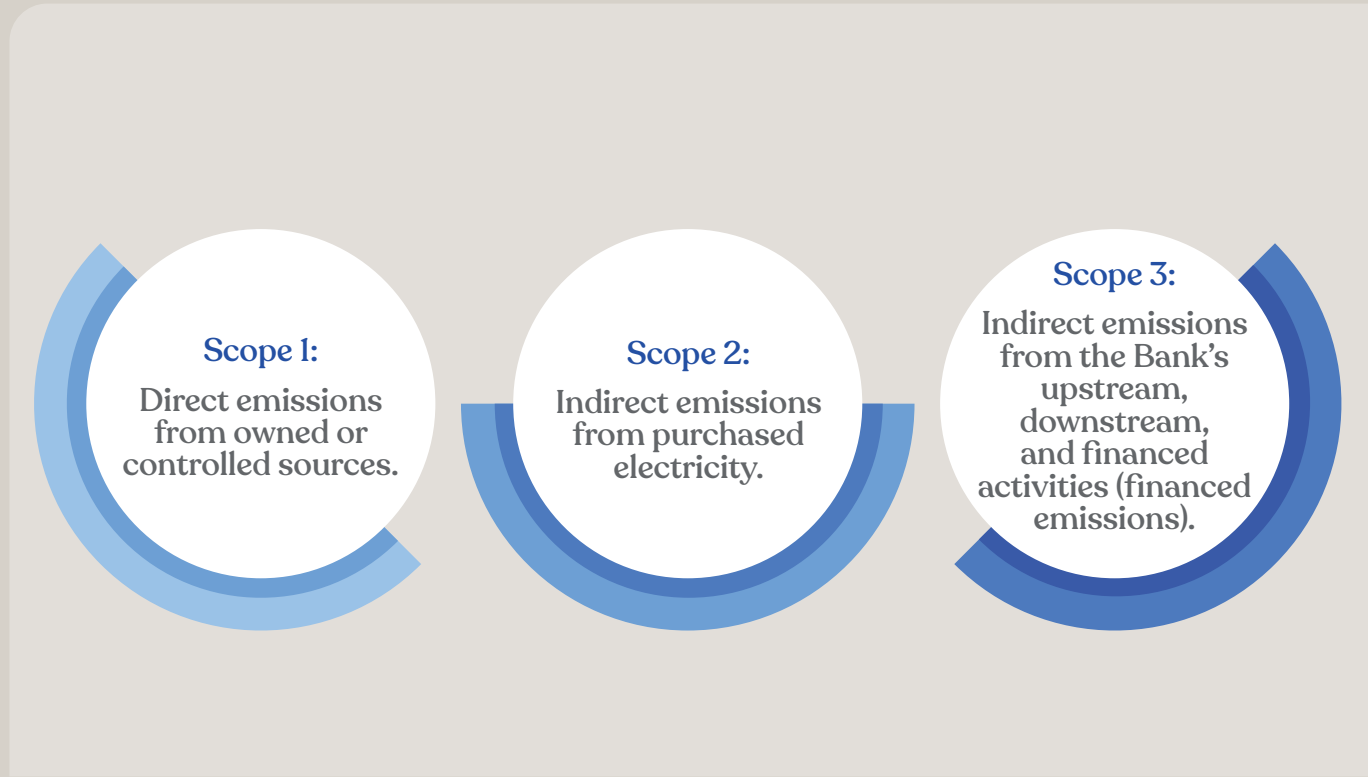 Scope 1:
Direct emissions
from owned or
controlled sources.
Scope 2:
Indirect emissions
from purchased
electricity.
Scope 3:
Indirect emissions
from the Bank’s
upstream,
downstream,
and financed
activities (financed
emissions).